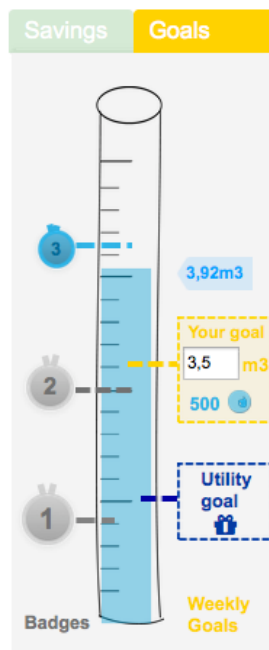 Savings
Goals
3
3,92m3
Your goal
3,5 m3
500
2
Utility
goal
1
Badges
Weekly
Goals